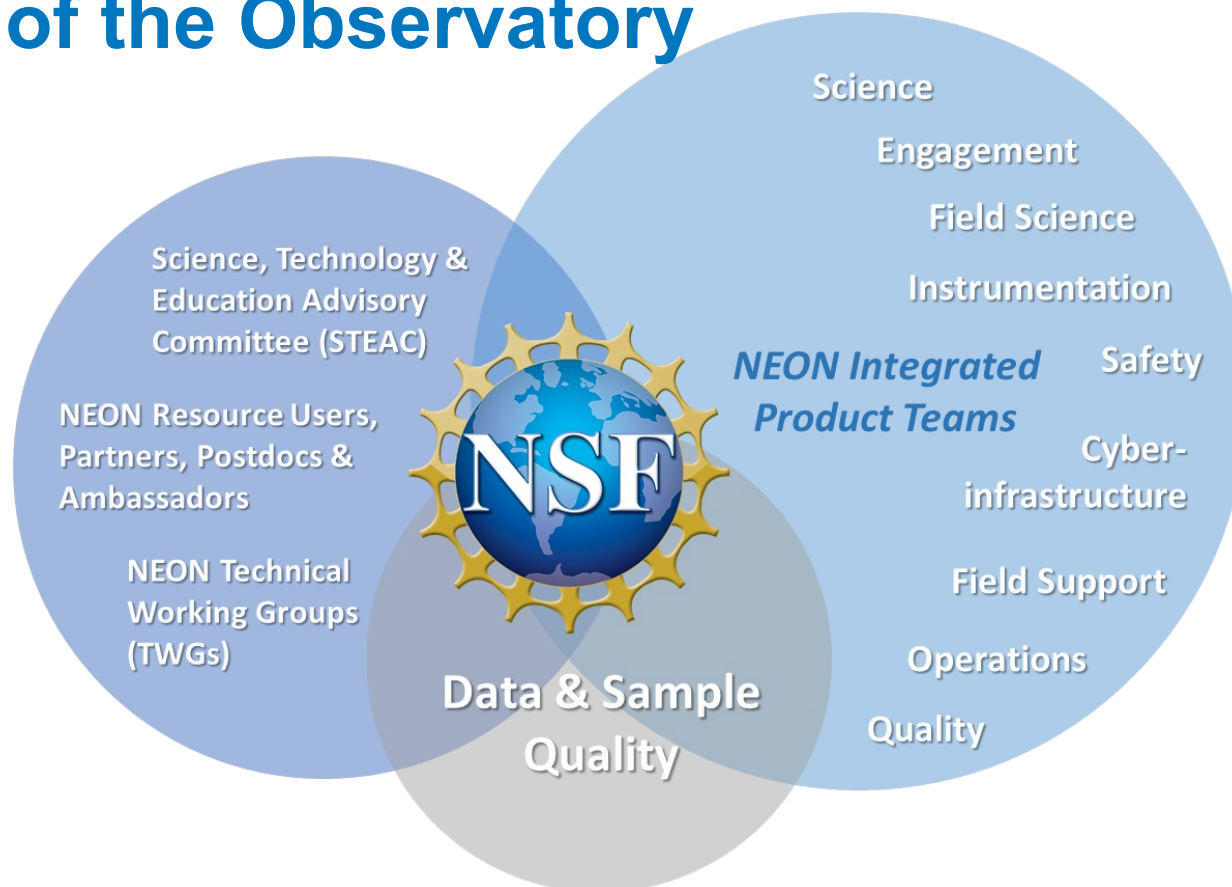 of the Observatory
Science
Engagement
Field Science
Instrumentation
Safety
Cyber-
infrastructure
Field Support
Operations
Quality
NEON Integrated
Product Teams
Science, Technology &
Education Advisory
Committee (STEAC)
NEON Resource Users,
Partners, Postdocs &
Ambassadors
NEON Technical
Working Groups
(TWGs)
NSF
Data & Sample
Quality